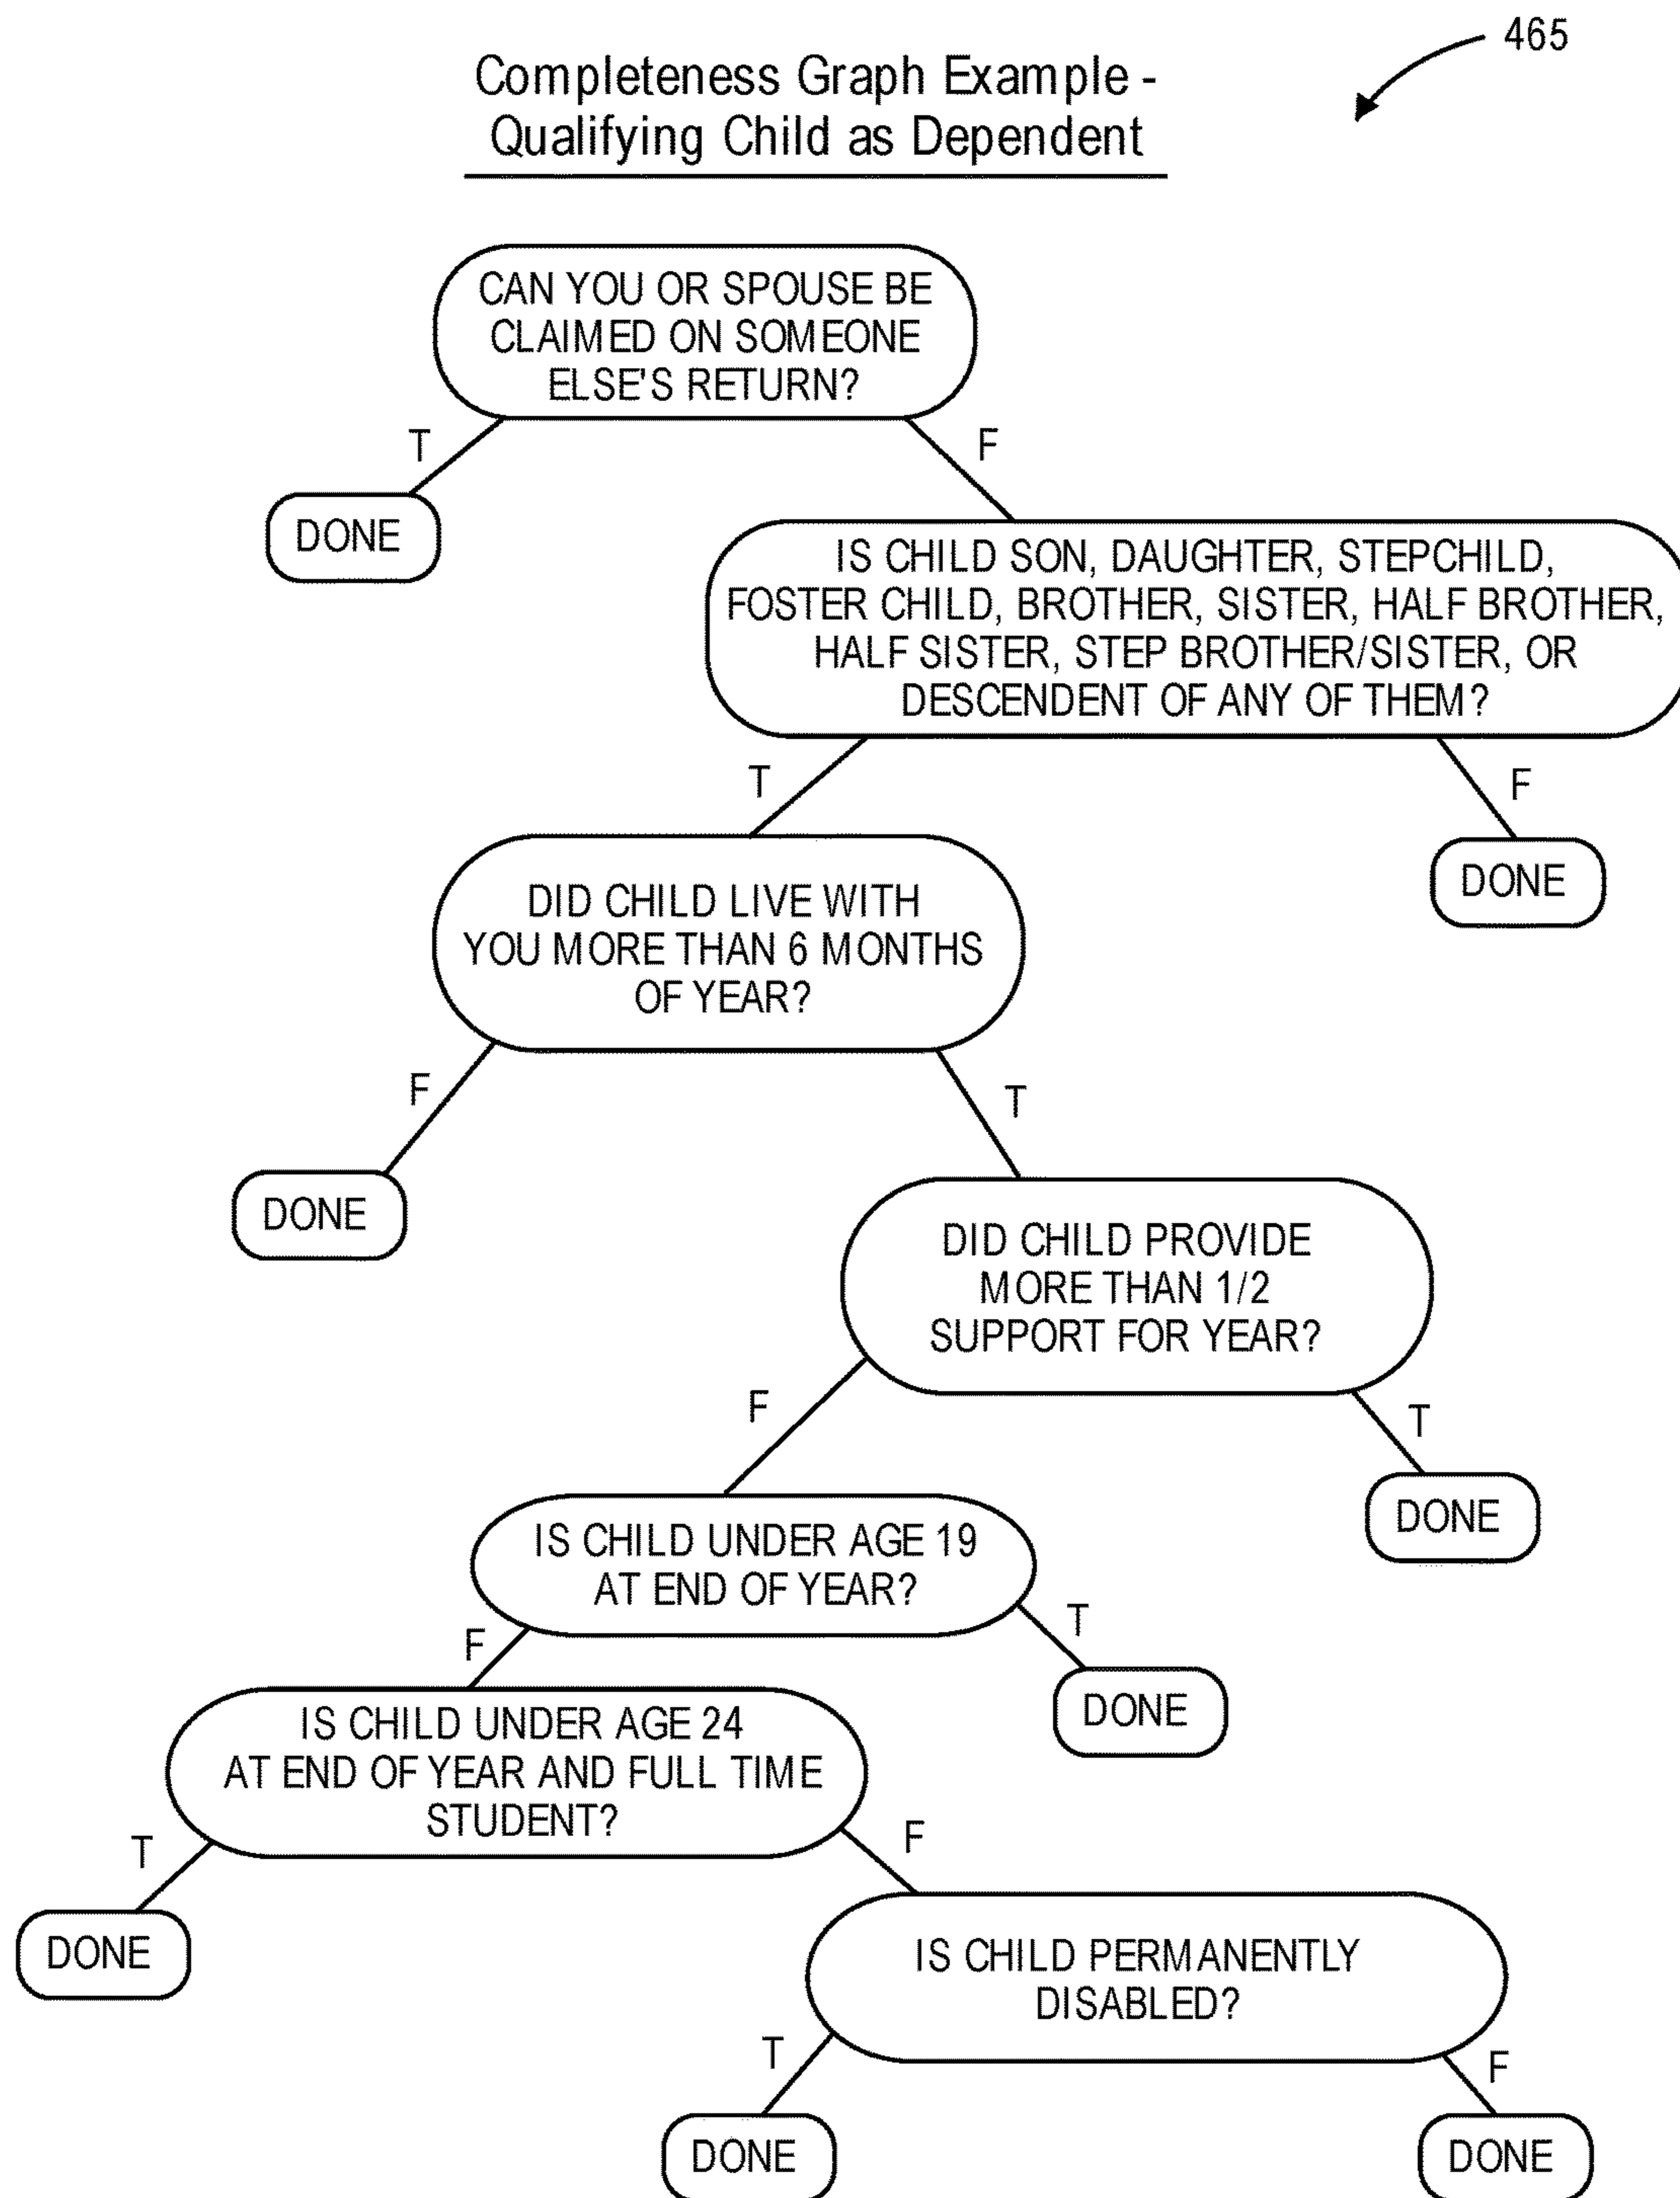 465
Completeness Graph Example -
Qualifying Child as Dependent
CAN YOU OR SPOUSE BE
CLAIMED ON SOMEONE
ELSE'S RETURN?
T
F
DONE
IS CHILD SON, DAUGHTER, STEPCHILD,
FOSTER CHILD, BROTHER, SISTER, HALF BROTHER,
HALF SISTER, STEP BROTHER/SISTER, OR
DESCENDENT OF ANY OF THEM?
T
F
DID CHILD LIVE WITH
YOU MORE THAN 6 MONTHS
OF YEAR?
DONE
F
T
DONE
DID CHILD PROVIDE
MORE THAN 1/2
SUPPORT FOR YEAR?
F
T
DONE
IS CHILD UNDER AGE 19
AT END OF YEAR?
F
T
DONE
IS CHILD UNDER AGE 24
AT END OF YEAR AND FULL TIME
STUDENT?
T
F
DONE
IS CHILD PERMANENTLY
DISABLED?
T
F
DONE
DONE